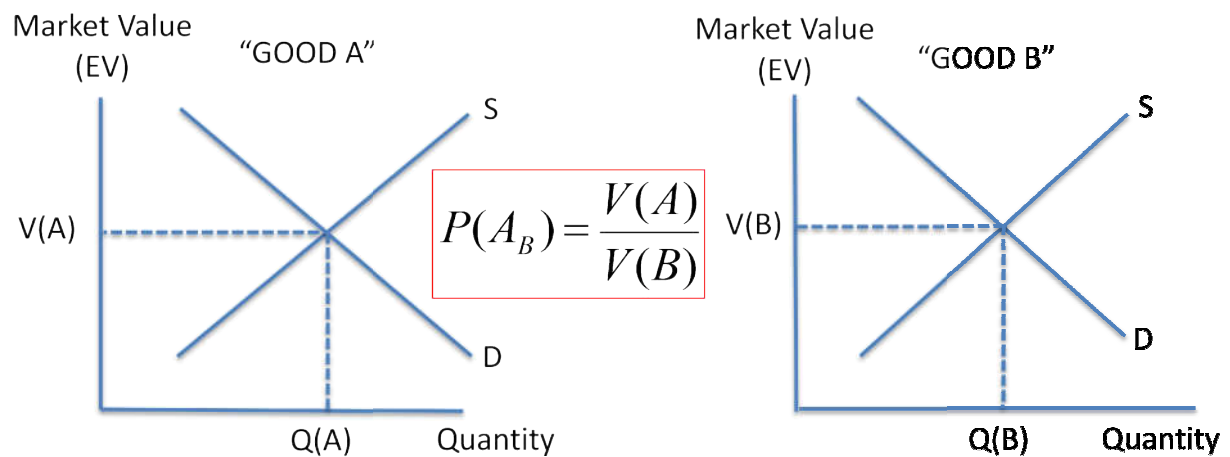 Market Value
(EV)
“GOOD A”
S
V(A)
D
Q(A)
Quantity
P(A_B) = V(A) / V(B)
Market Value
(EV)
“GOOD B”
S
V(B)
D
Q(B)
Quantity